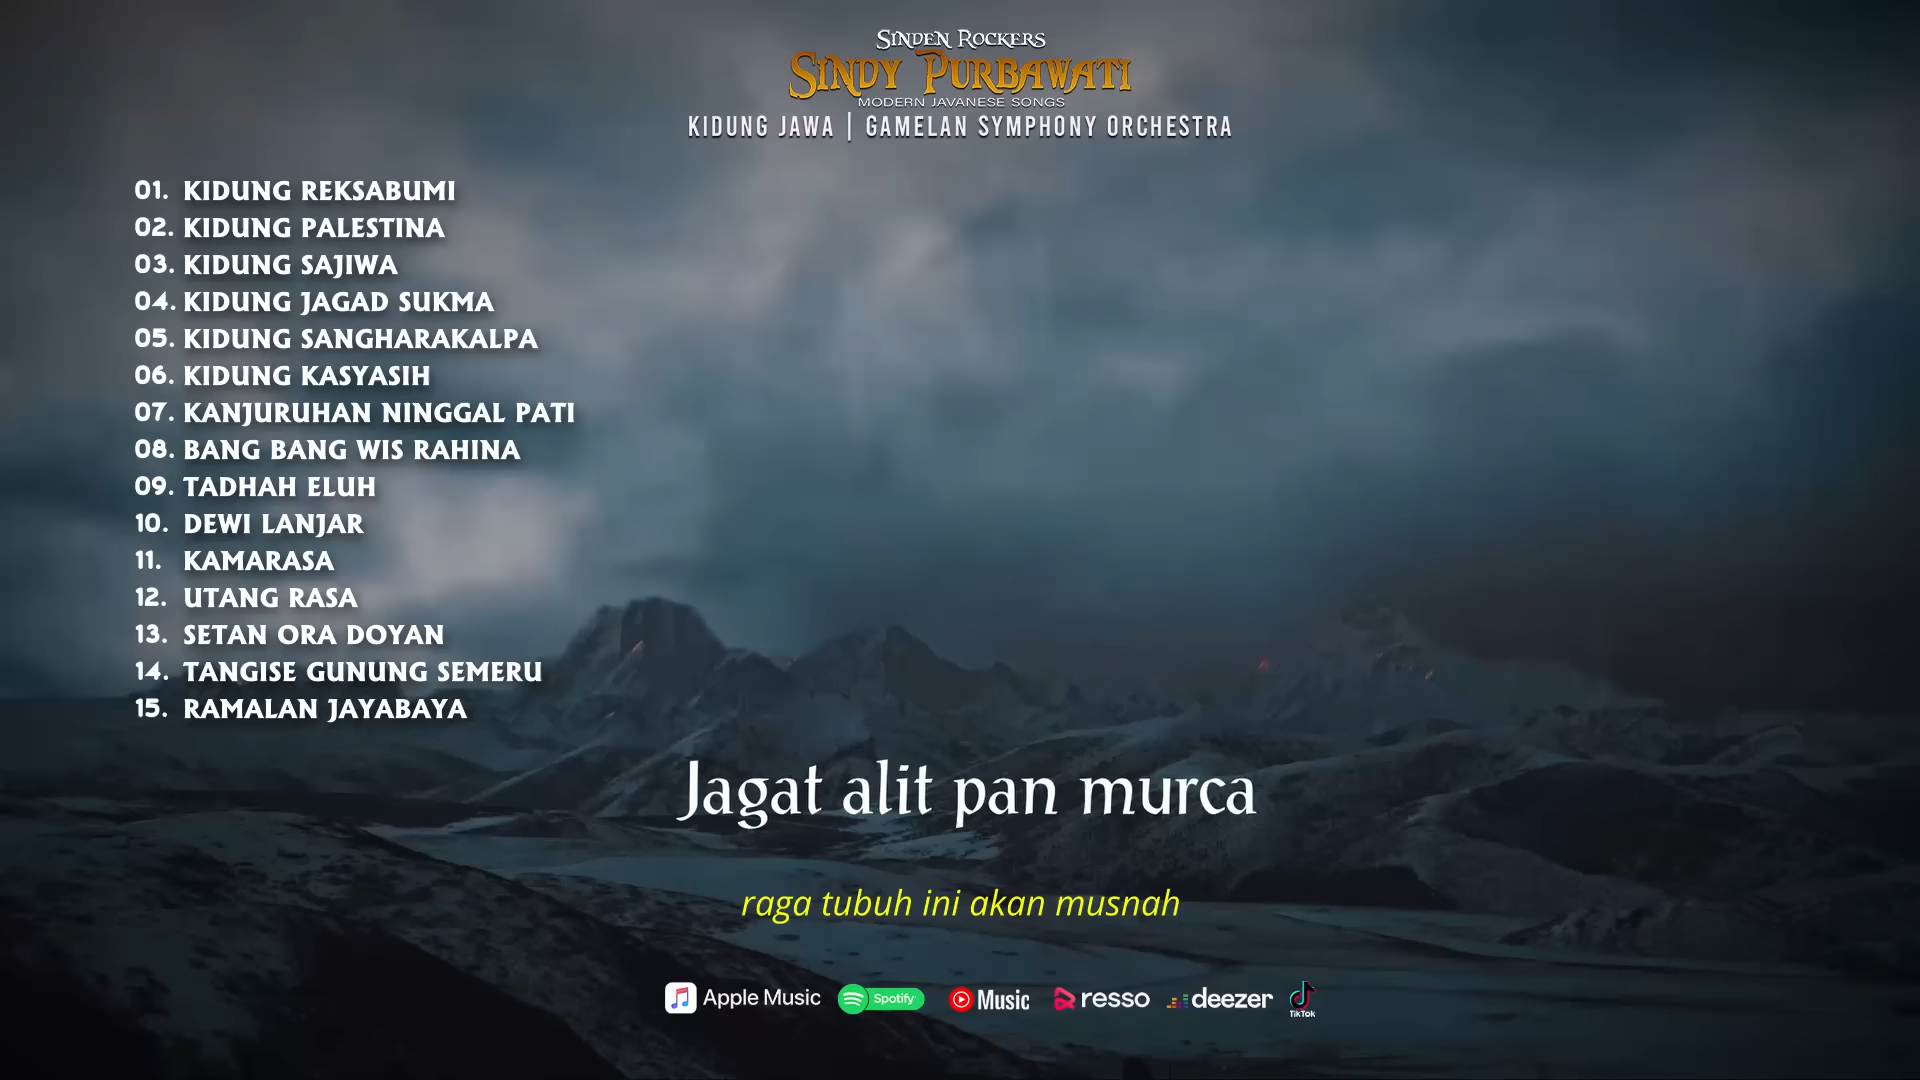 SINDEN ROCKERS
SINDY PURBAWATI
MODERN JAVANESE SONGS
KIDUNG JAWA | GAMELAN SYMPHONY ORCHESTRA
01. KIDUNG REKSABUMI
02. KIDUNG PALESTINA
03. KIDUNG SAJIWA
04. KIDUNG JAGAD SUKMA
05. KIDUNG SANGHARAKALPA
06. KIDUNG KASYASIH
07. KANJURUHAN NINGGAL PATI
08. BANG BANG WIS RAHINA
09. TADHAH ELUH
10. DEWI LANJAR
11. KAMARASA
12. UTANG RASA
13. SETAN ORA DOYAN
14. TANGISE GUNUNG SEMERU
15. RAMALAN JAYABAYA
Jagat alit pan murca
raga tubuh ini akan musnah
Apple Music Spotify Music resso deezer TikTok